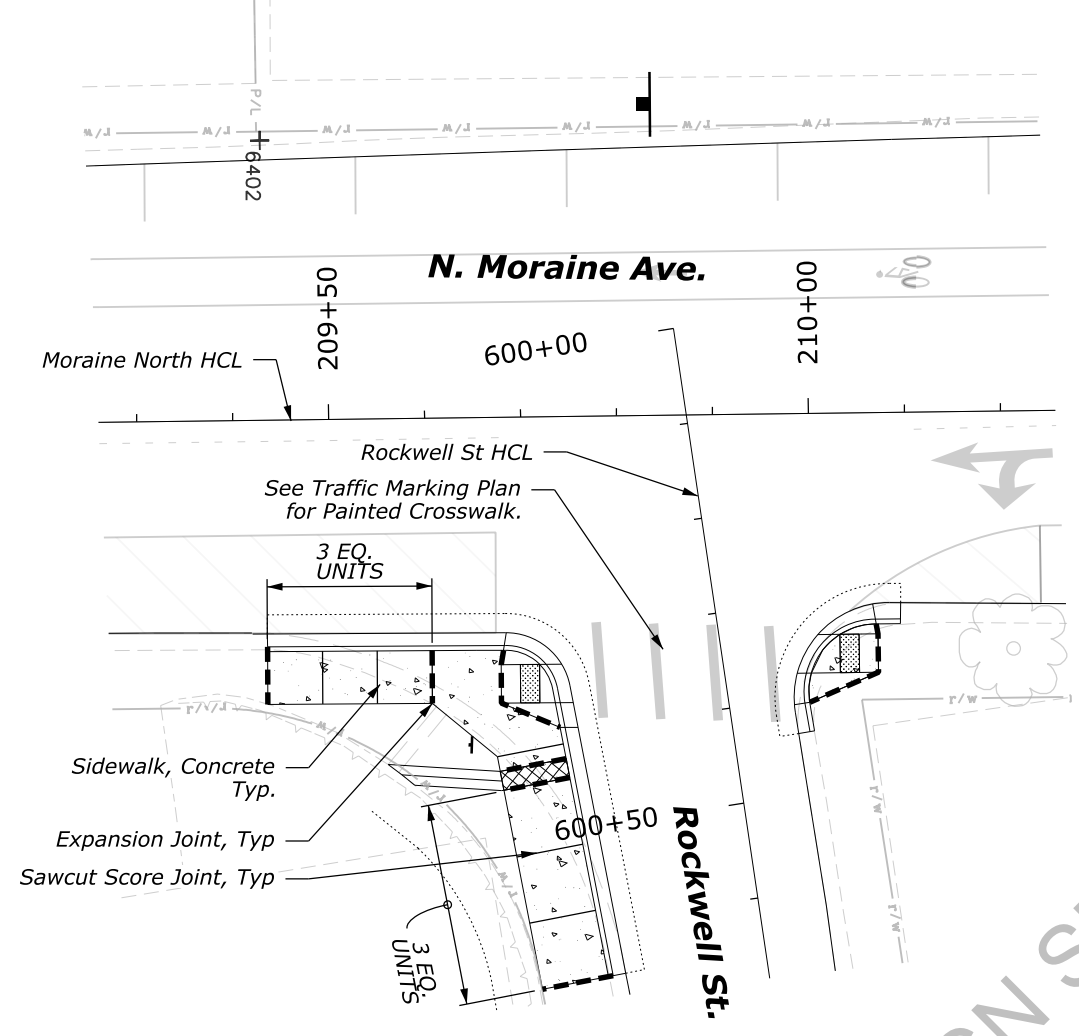 P/L
r/w r/w r/w r/w r/w r/w r/w r/w
6402
N. Moraine Ave.
209+50
600+00
210+00
Moraine North HCL
Rockwell St HCL
See Traffic Marking Plan
for Painted Crosswalk.
3 EQ.
UNITS
r/w
r/w
r/w
r/w
Sidewalk, Concrete
Typ.
r/w
r/w
600+50
Expansion Joint, Typ
Sawcut Score Joint, Typ
r/w
r/w
Rockwell St.
3 EQ.
UNITS